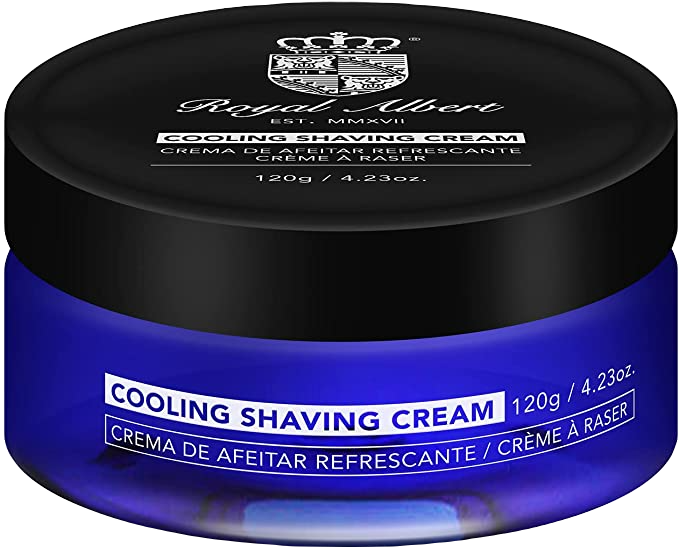 ®
Royal Albert
EST. MMXVII
COOLING SHAVING CREAM
CREMA DE AFEITAR REFRESCANTE
CRÈME À RASER
120g / 4.23oz.
COOLING SHAVING CREAM 120g / 4.23oz.
CREMA DE AFEITAR REFRESCANTE / CRÈME À RASER